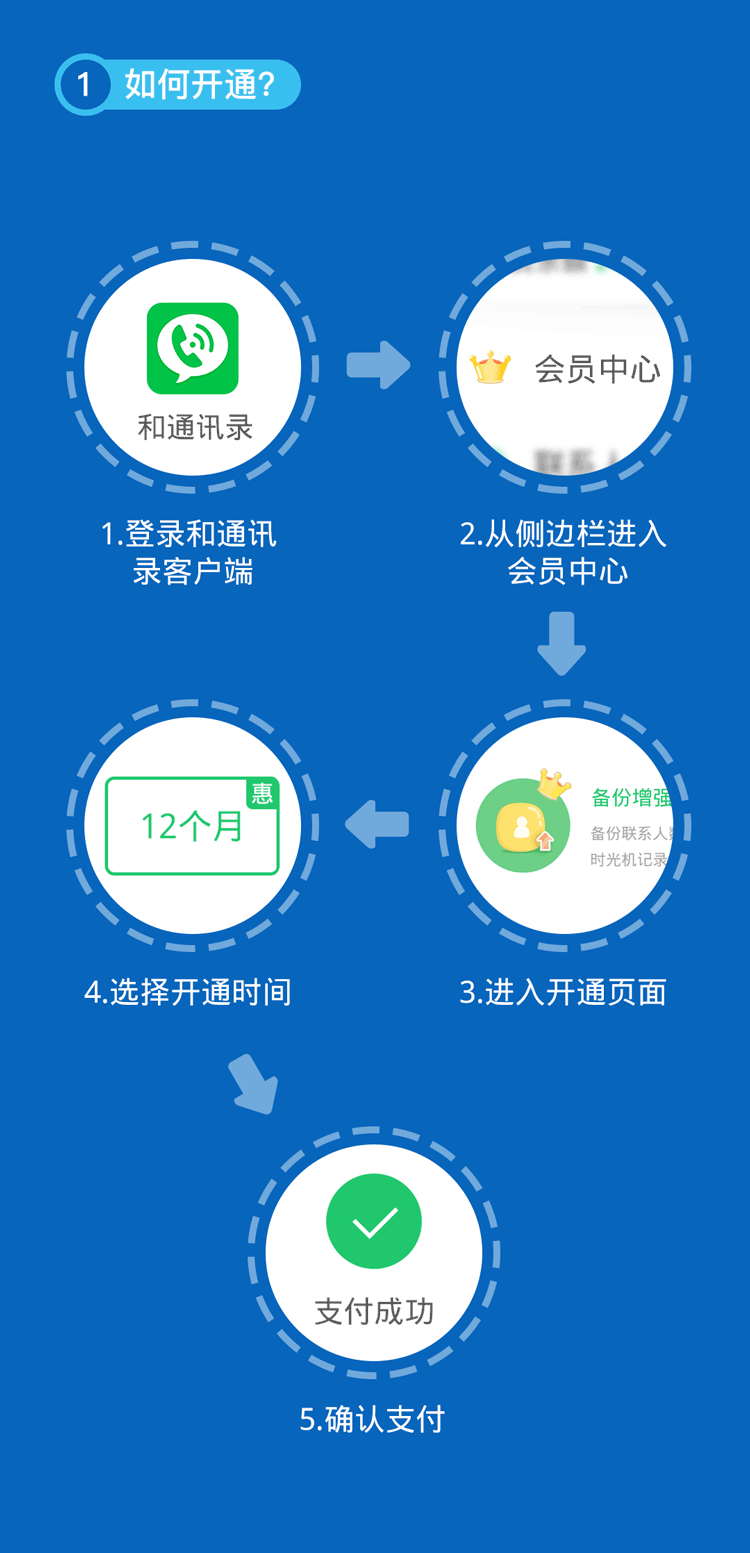 1 如何开通?
和通讯录
会员中心
1.登录和通讯
录客户端
2.从侧边栏进入
会员中心
惠
12个月
备份增强
备份联系人
时光机记录
4.选择开通时间
3.进入开通页面
支付成功
5.确认支付